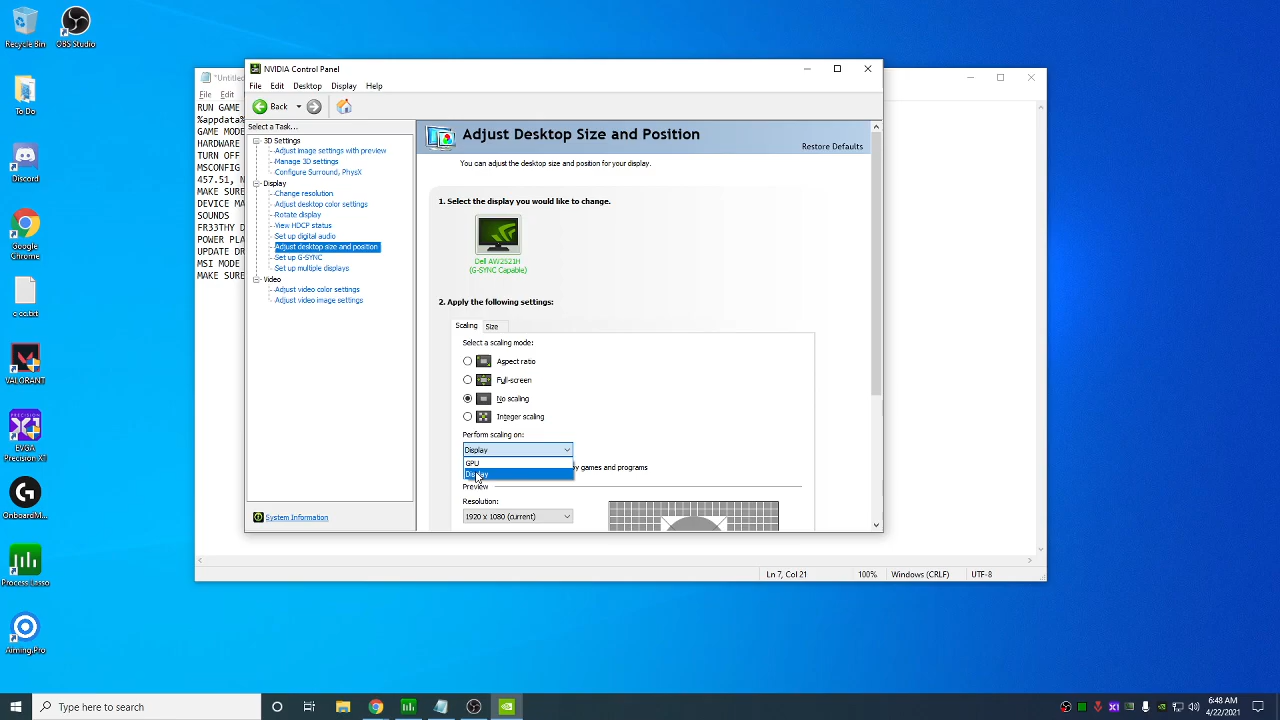 Recycle Bin
OBS Studio
To Do
Discord
Google
Chrome
VALORANT
EVGA
Precision X1
OnboardM...
Process Lasso
Aiming.Pro
File Edit
RUN GAME
%appdata%
GAME MODE
HARDWARE
TURN OFF
MSCONFIG
457.51, N
MAKE SURE
DEVICE MA
SOUNDS
FR33THY D
POWER PLA
UPDATE DR
MSI MODE
MAKE SURE
Ln 7, Col 21 100% Windows (CRLF) UTF-8
NVIDIA Control Panel
File Edit Desktop Display Help
Back
Select a Task...
3D Settings
Adjust image settings with preview
Manage 3D settings
Configure Surround, PhysX
Display
Change resolution
Adjust desktop color settings
Rotate display
View HDCP status
Set up digital audio
Adjust desktop size and position
Set up G-SYNC
Set up multiple displays
Video
Adjust video color settings
Adjust video image settings
System Information
Adjust Desktop Size and Position
Restore Defaults
You can adjust the desktop size and position for your display.
1. Select the display you would like to change.
Dell AW2521H
(G-SYNC Capable)
2. Apply the following settings:
Scaling Size
Select a scaling mode:
Aspect ratio
Full-screen
No scaling
Integer scaling
Perform scaling on:
Display
GPU
Display
games and programs
Preview
Resolution:
1920 x 1080 (current)
Type here to search
6:48 AM
4/22/2021